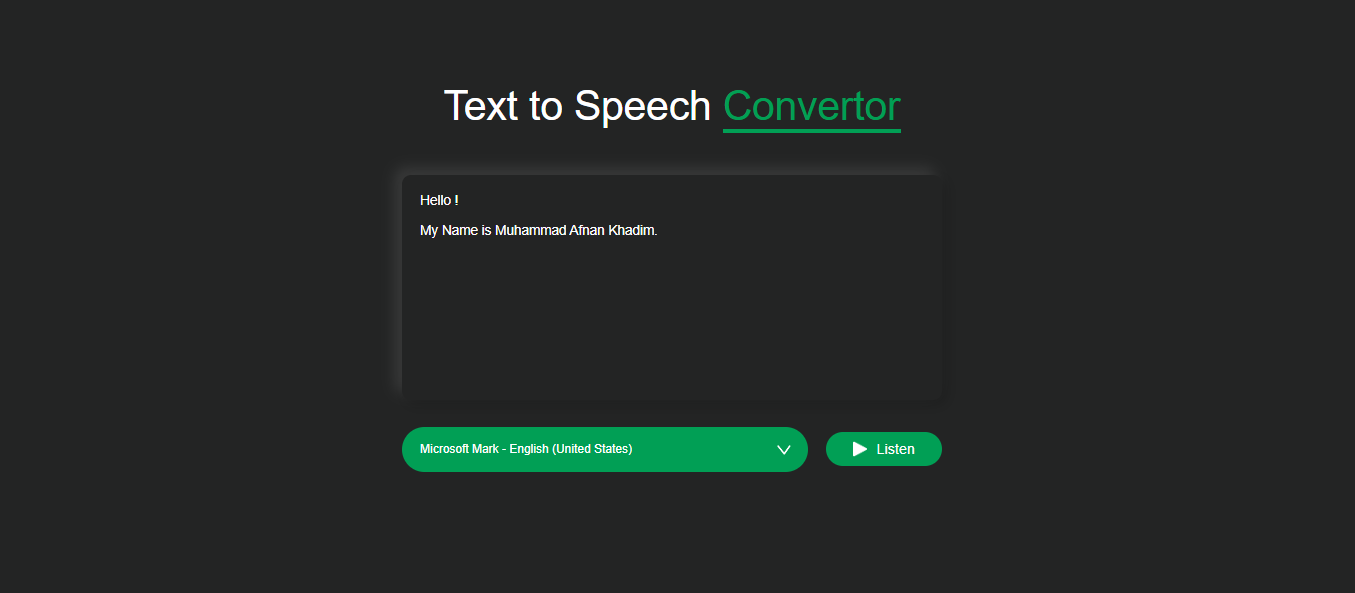 Text to Speech Convertor
Hello !
My Name is Muhammad Afnan Khadim.
Microsoft Mark - English (United States)
Listen